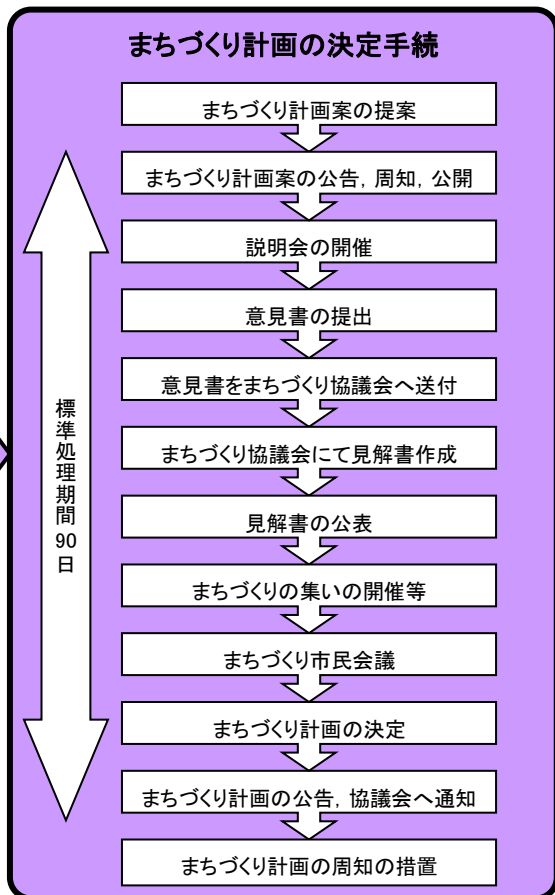 まちづくり計画の決定手続
まちづくり計画案の提案
まちづくり計画案の公告，周知，公開
説明会の開催
意見書の提出
意見書をまちづくり協議会へ送付
まちづくり協議会にて見解書作成
見解書の公表
まちづくりの集いの開催等
まちづくり市民会議
まちづくり計画の決定
まちづくり計画の公告，協議会へ通知
まちづくり計画の周知の措置
標準処理期間90日